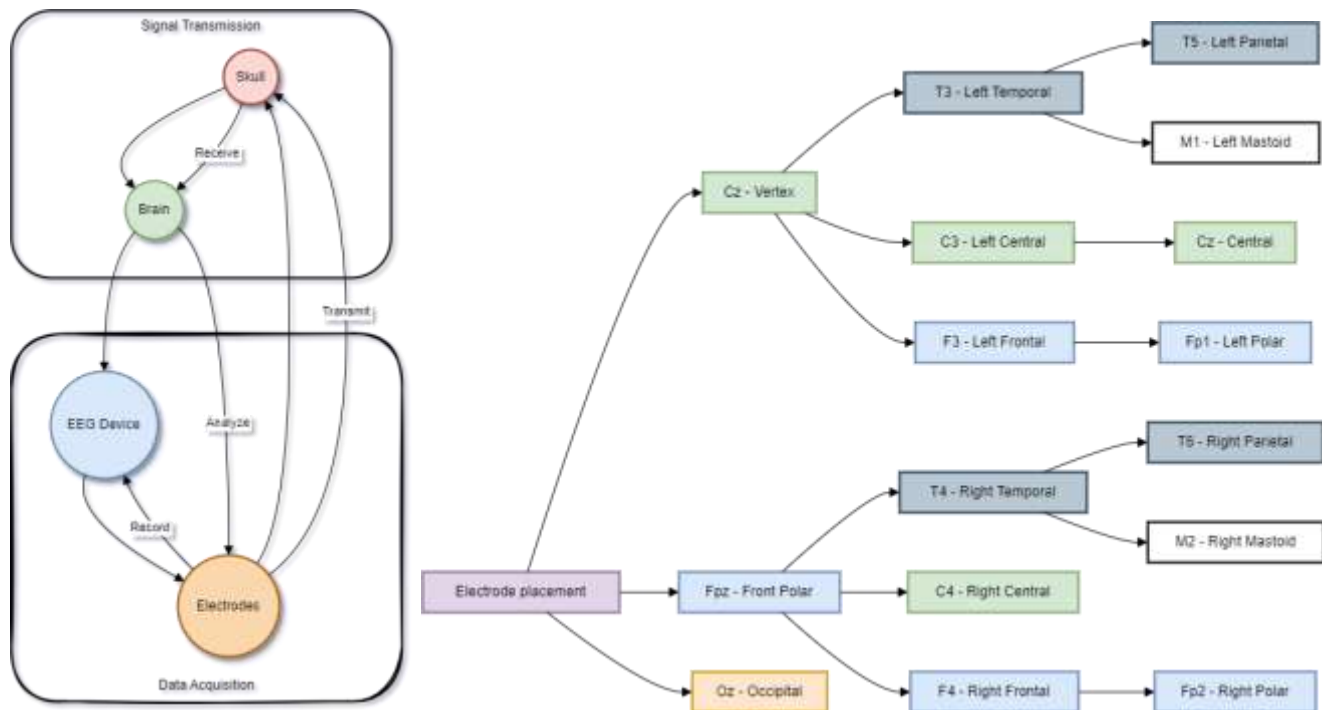 Signal Transmission
Skull
Receive
Brain
Transmit
EEG Device
Analyze
Record
Electrodes
Data Acquisition
Electrode placement
Cz - Vertex
Fpz - Front Polar
Oz - Occipital
T3 - Left Temporal
C3 - Left Central
F3 - Left Frontal
T4 - Right Temporal
C4 - Right Central
F4 - Right Frontal
T5 - Left Parietal
M1 - Left Mastoid
Cz - Central
Fp1 - Left Polar
T6 - Right Parietal
M2 - Right Mastoid
Fp2 - Right Polar